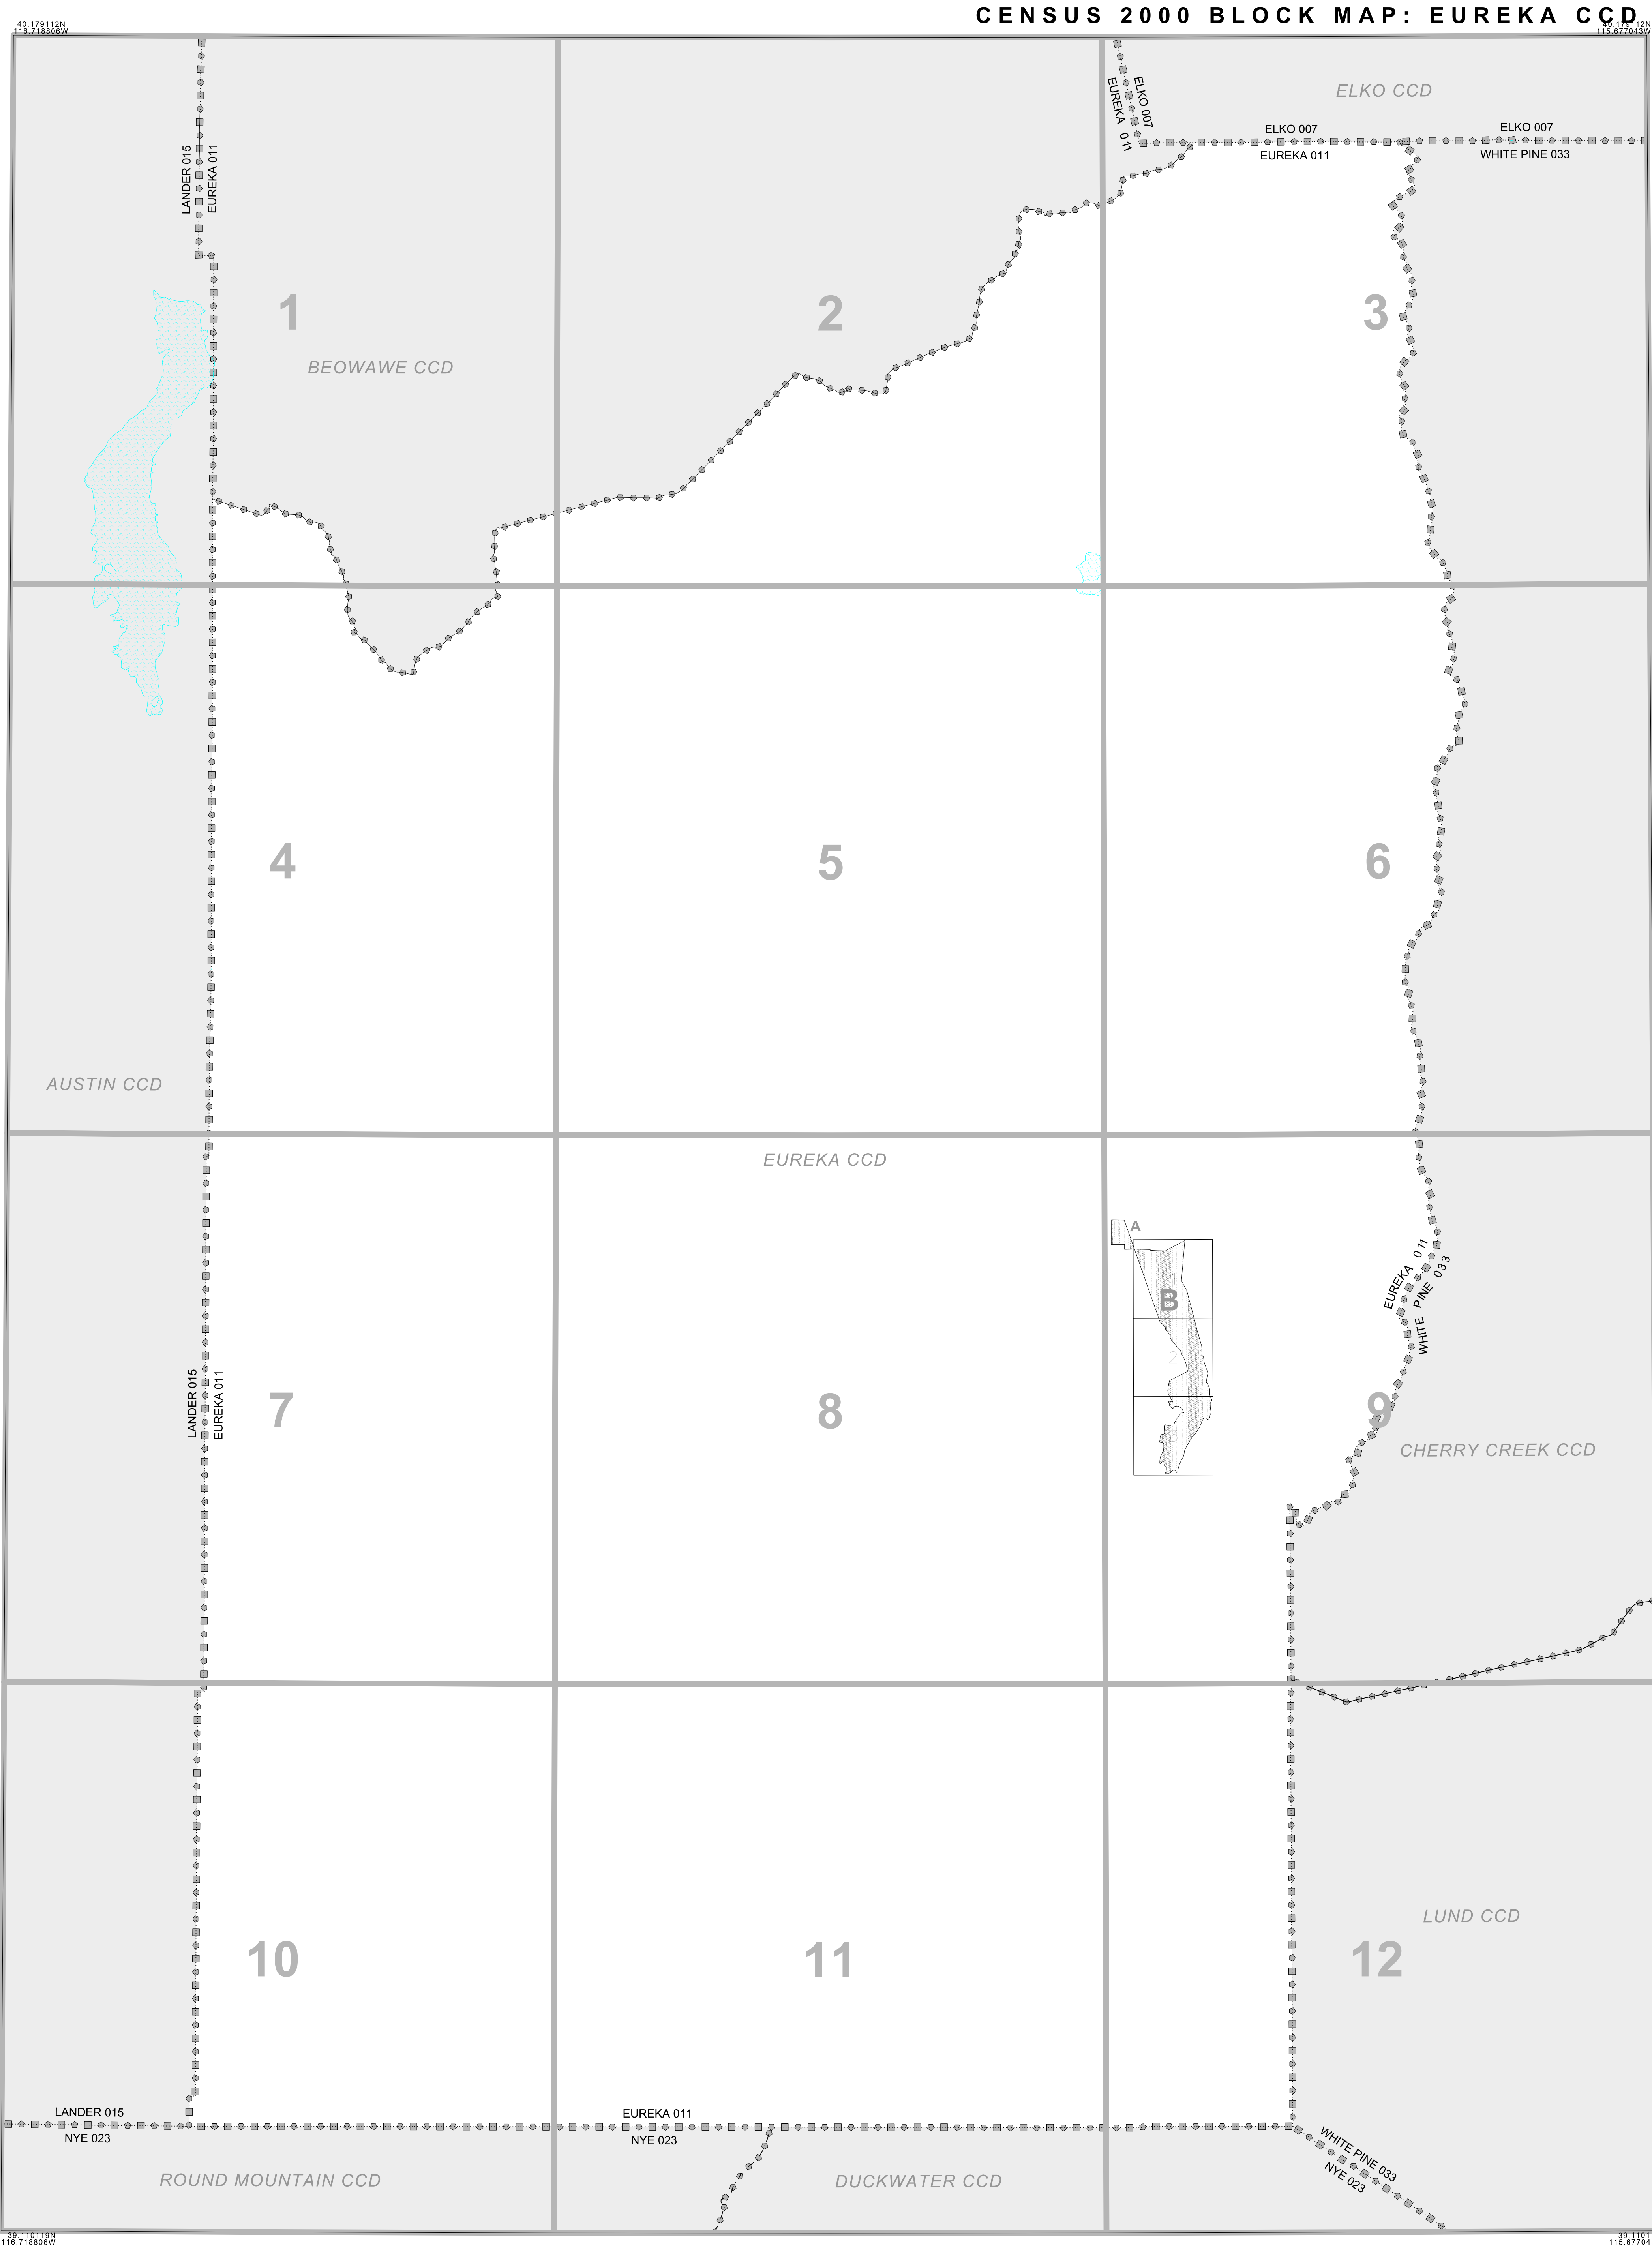 CENSUS 2000 BLOCK MAP: EUREKA CCD
40.179112N
116.718806W
40.179112N
115.677043W
ELKO CCD
ELKO 007
EUREKA 011
ELKO 007
EUREKA 011
ELKO 007
WHITE PINE 033
LANDER 015
EUREKA 011
1
2
3
BEOWAWE CCD
4
5
6
AUSTIN CCD
EUREKA CCD
A
1
B
2
3
EUREKA 011
WHITE PINE 033
LANDER 015
EUREKA 011
7
8
9
CHERRY CREEK CCD
LUND CCD
10
11
12
LANDER 015
NYE 023
EUREKA 011
NYE 023
WHITE PINE 033
NYE 023
ROUND MOUNTAIN CCD
DUCKWATER CCD
39.110119N
116.718806W
39.1101
115.67704